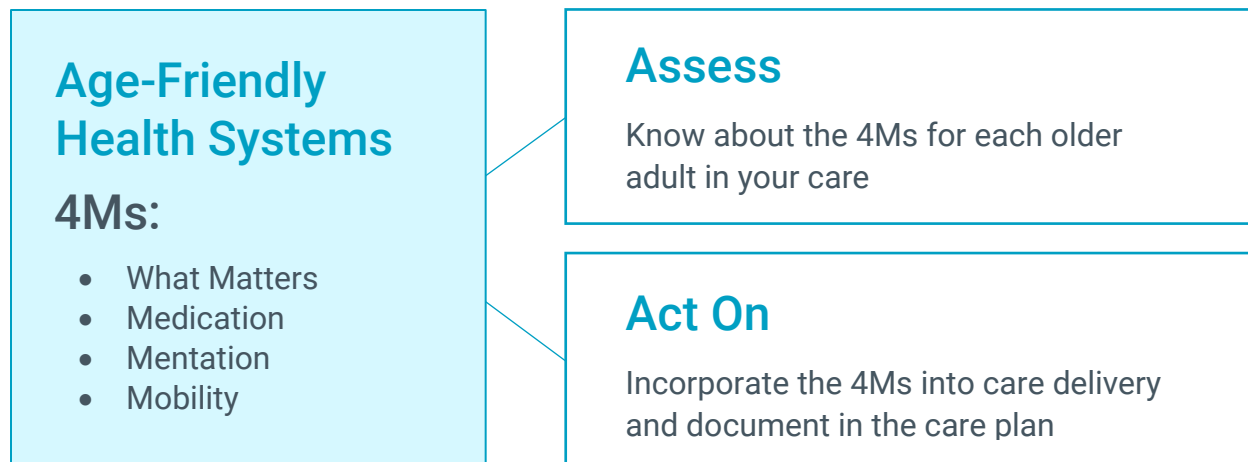 Age-Friendly
Health Systems
4Ms:
● What Matters
● Medication
● Mentation
● Mobility
Assess
Know about the 4Ms for each older
adult in your care
Act On
Incorporate the 4Ms into care delivery
and document in the care plan